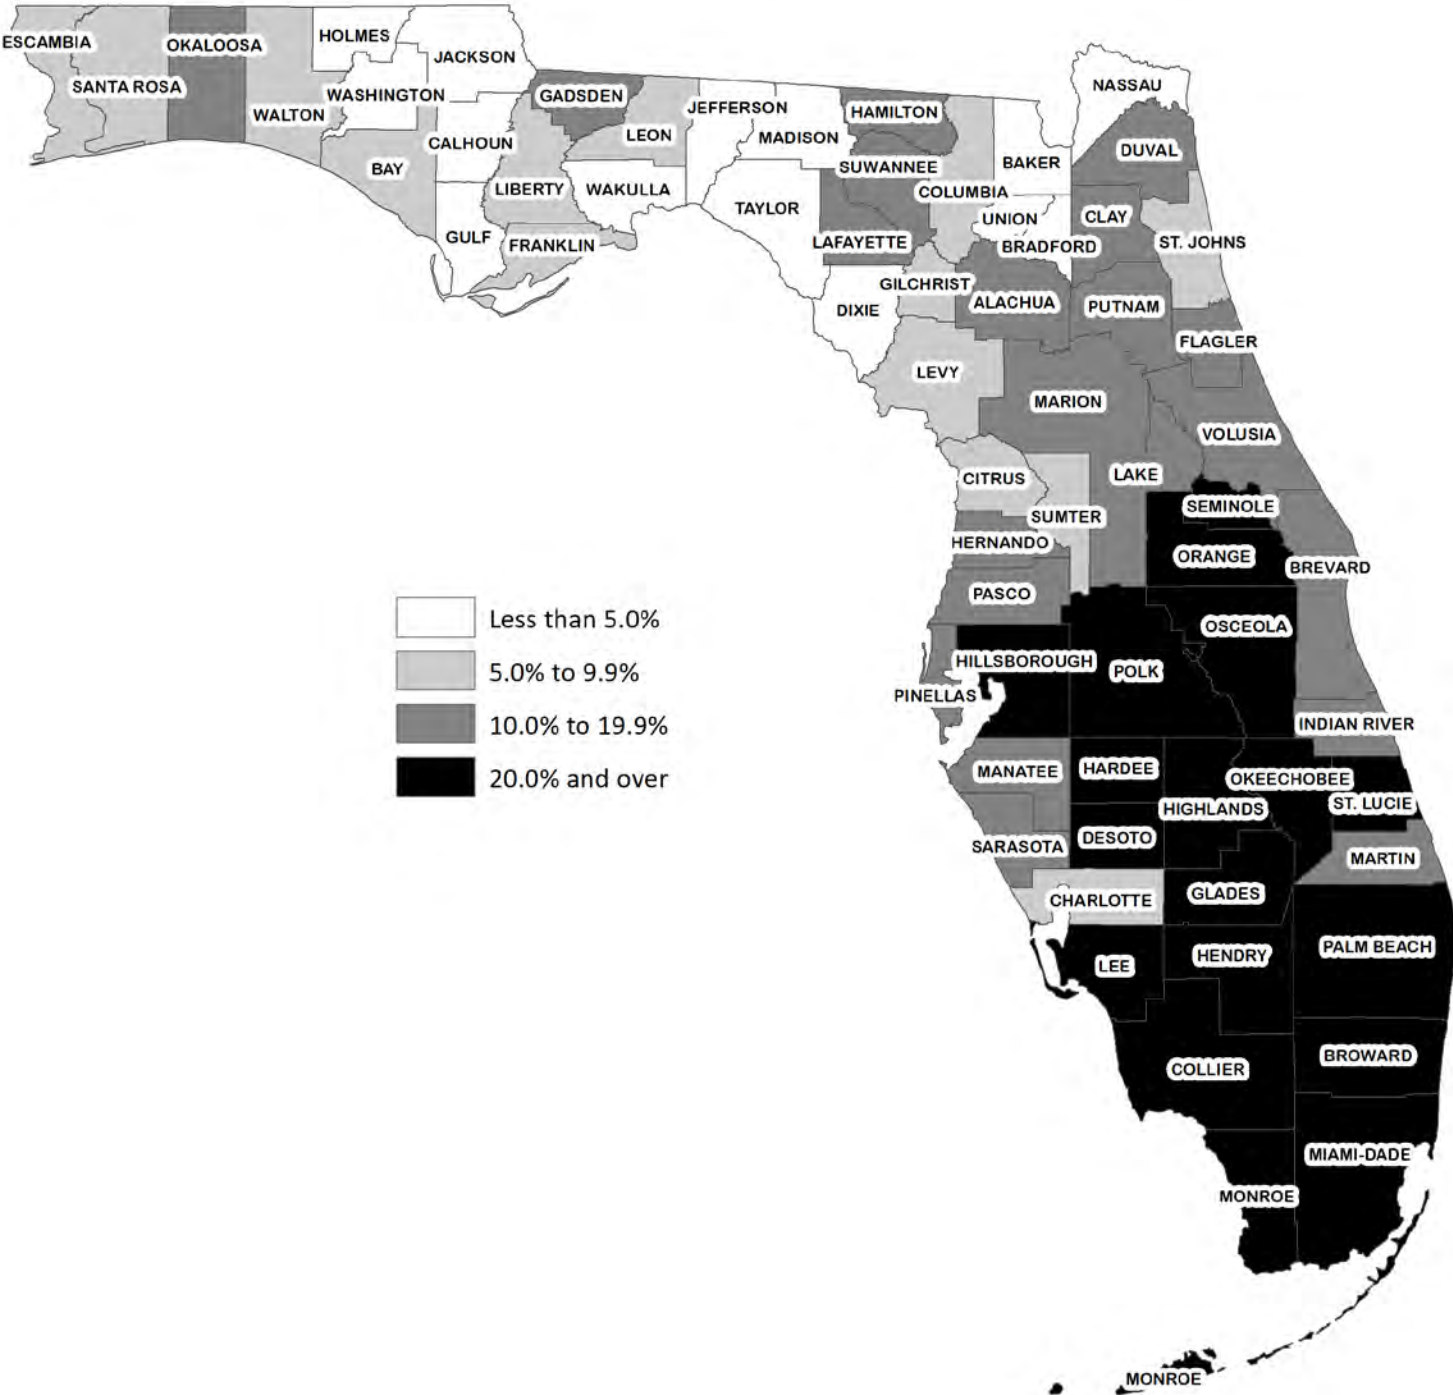 ESCAMBIA
SANTA ROSA
OKALOOSA
WALTON
HOLMES
WASHINGTON
JACKSON
BAY
CALHOUN
GULF
GADSDEN
LIBERTY
FRANKLIN
LEON
WAKULLA
JEFFERSON
MADISON
TAYLOR
HAMILTON
SUWANNEE
LAFAYETTE
DIXIE
COLUMBIA
GILCHRIST
BAKER
UNION
BRADFORD
ALACHUA
NASSAU
DUVAL
CLAY
ST. JOHNS
PUTNAM
FLAGLER
LEVY
MARION
VOLUSIA
CITRUS
SUMTER
LAKE
HERNANDO
PASCO
SEMINOLE
ORANGE
BREVARD
OSCEOLA
HILLSBOROUGH
PINELLAS
POLK
INDIAN RIVER
MANATEE
HARDEE
OKEECHOBEE
HIGHLANDS
ST. LUCIE
SARASOTA
DESOTO
MARTIN
CHARLOTTE
GLADES
LEE
HENDRY
PALM BEACH
COLLIER
BROWARD
MIAMI-DADE
MONROE
MONROE
Less than 5.0%
5.0% to 9.9%
10.0% to 19.9%
20.0% and over